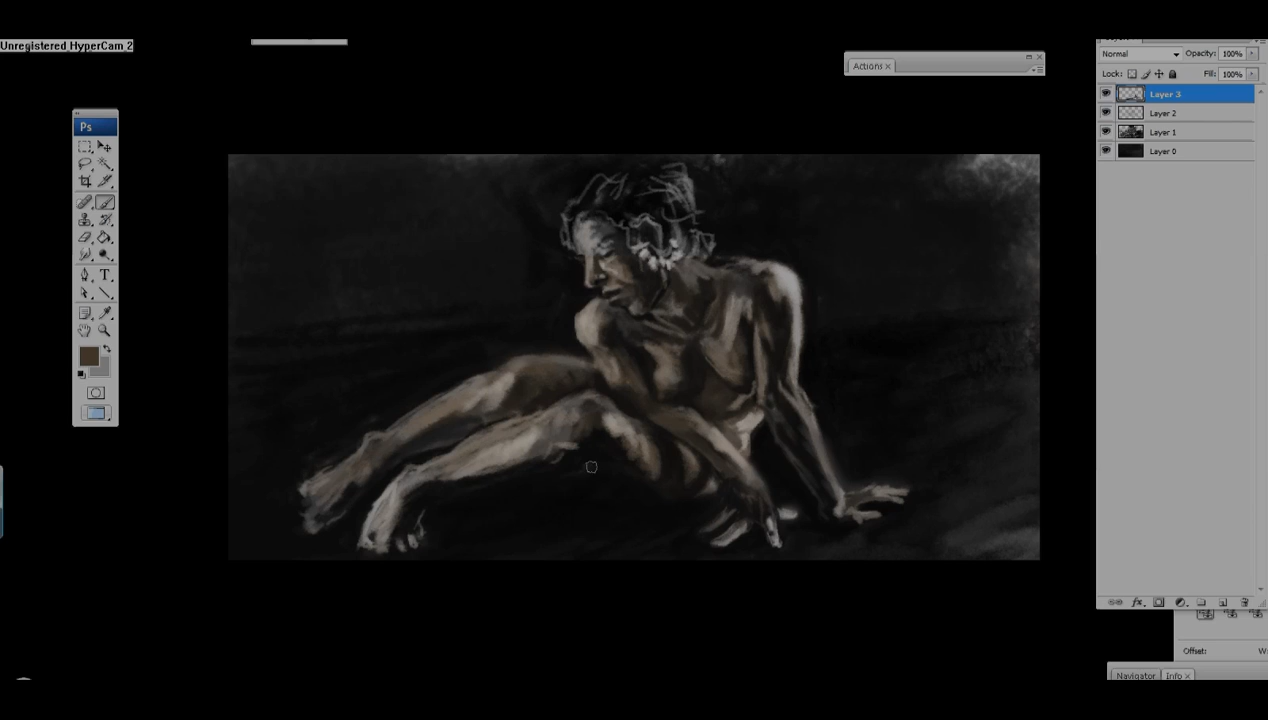 Unregistered HyperCam 2
Actions
Normal
Opacity: 100%
Lock:
Fill: 100%
Layer 3
Layer 2
Layer 1
Layer 0
Ps
T
Offset:
W
Navigator
Info